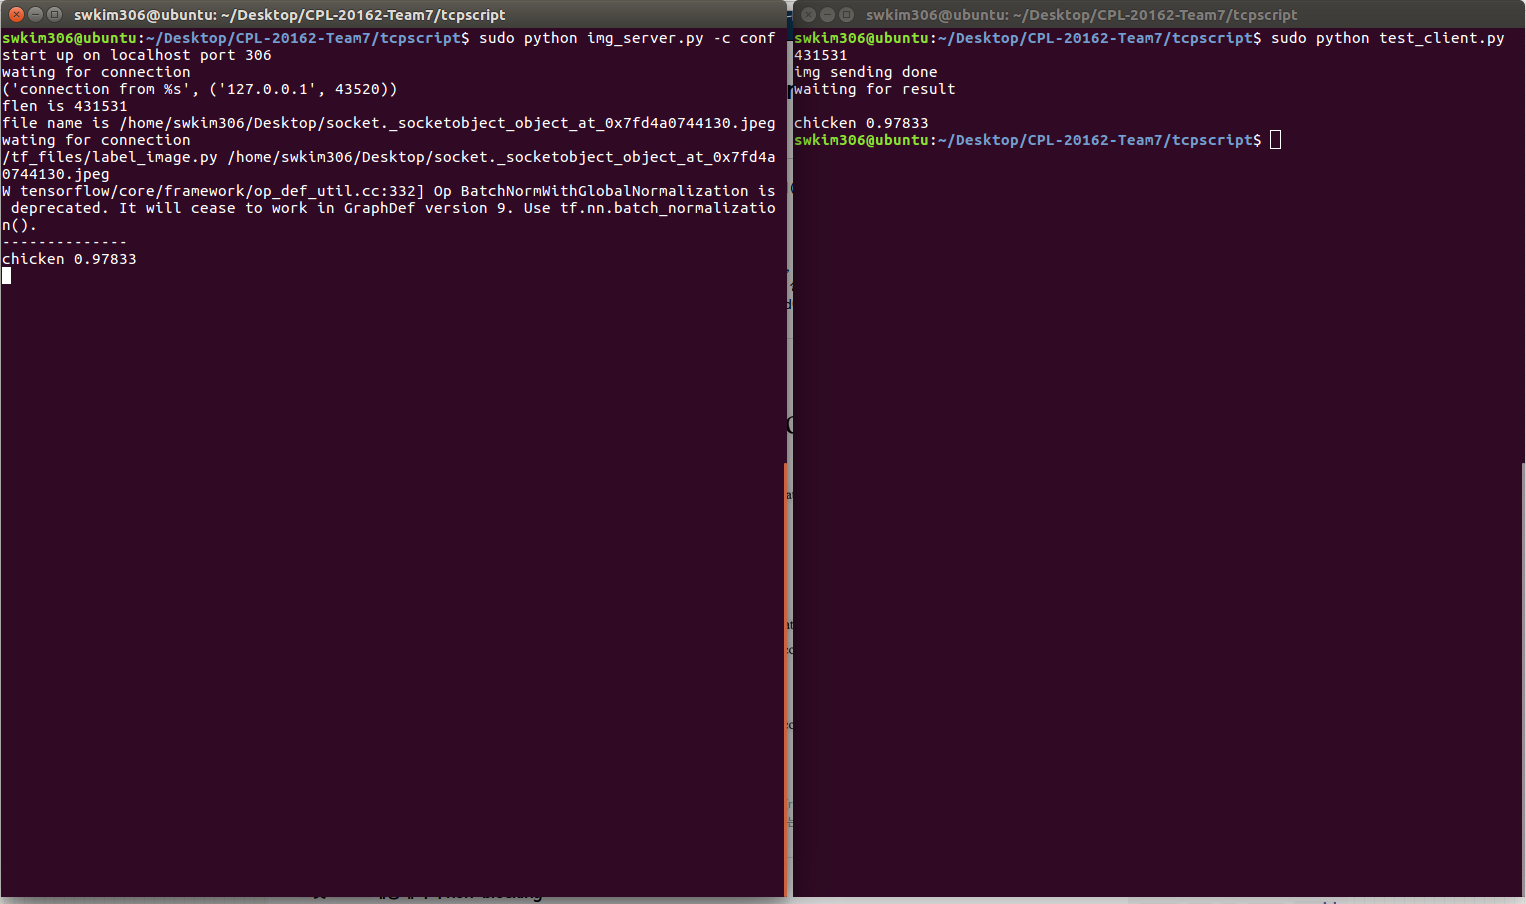 swkim306@ubuntu: ~/Desktop/CPL-20162-Team7/tcpscript
swkim306@ubuntu:~/Desktop/CPL-20162-Team7/tcpscript$ sudo python img_server.py -c conf
start up on localhost port 306
wating for connection
('connection from %s', ('127.0.0.1', 43520))
flen is 431531
file name is /home/swkim306/Desktop/socket._socketobject_object_at_0x7fd4a0744130.jpeg
wating for connection
/tf_files/label_image.py /home/swkim306/Desktop/socket._socketobject_object_at_0x7fd4a
0744130.jpeg
W tensorflow/core/framework/op_def_util.cc:332] Op BatchNormWithGlobalNormalization is
deprecated. It will cease to work in GraphDef version 9. Use tf.nn.batch_normalizatio
n().
--------------
chicken 0.97833
swkim306@ubuntu: ~/Desktop/CPL-20162-Team7/tcpscript
swkim306@ubuntu:~/Desktop/CPL-20162-Team7/tcpscript$ sudo python test_client.py
431531
img sending done
waiting for result
chicken 0.97833
swkim306@ubuntu:~/Desktop/CPL-20162-Team7/tcpscript$